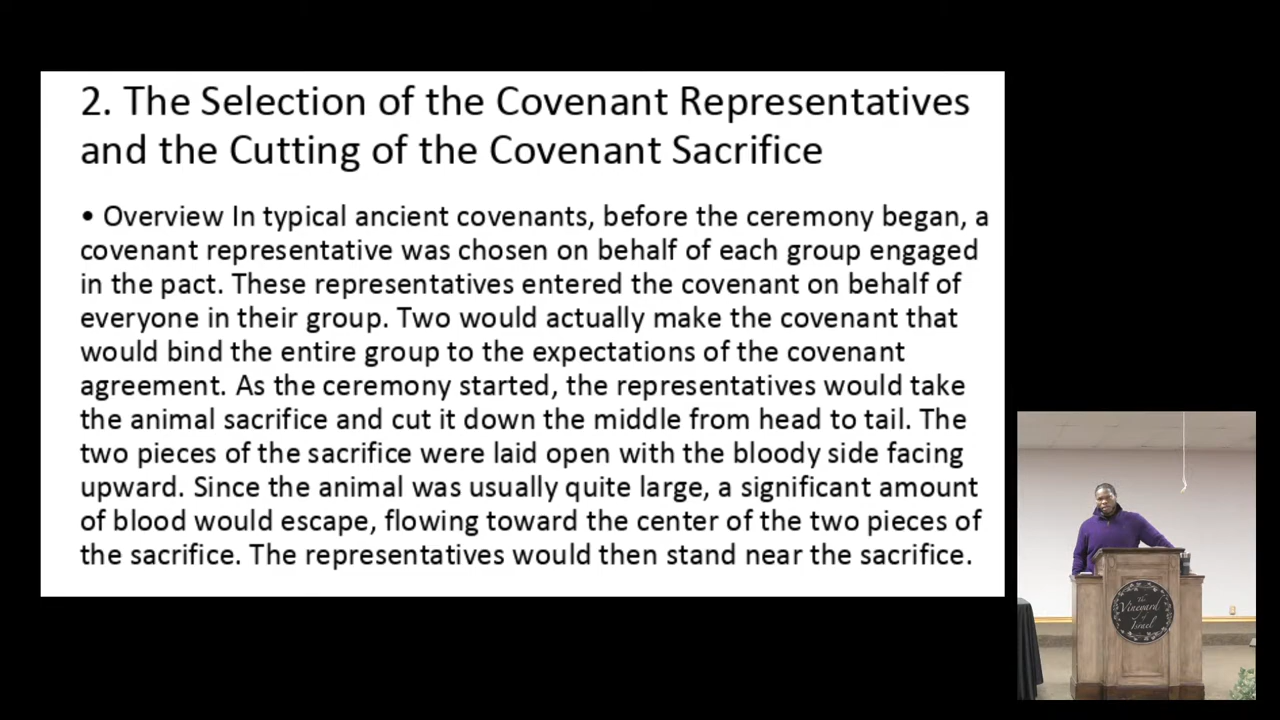 2. The Selection of the Covenant Representatives
and the Cutting of the Covenant Sacrifice
• Overview In typical ancient covenants, before the ceremony began, a
covenant representative was chosen on behalf of each group engaged
in the pact. These representatives entered the covenant on behalf of
everyone in their group. Two would actually make the covenant that
would bind the entire group to the expectations of the covenant
agreement. As the ceremony started, the representatives would take
the animal sacrifice and cut it down the middle from head to tail. The
two pieces of the sacrifice were laid open with the bloody side facing
upward. Since the animal was usually quite large, a significant amount
of blood would escape, flowing toward the center of the two pieces of
the sacrifice. The representatives would then stand near the sacrifice.
The
Vineyard
of
Israel